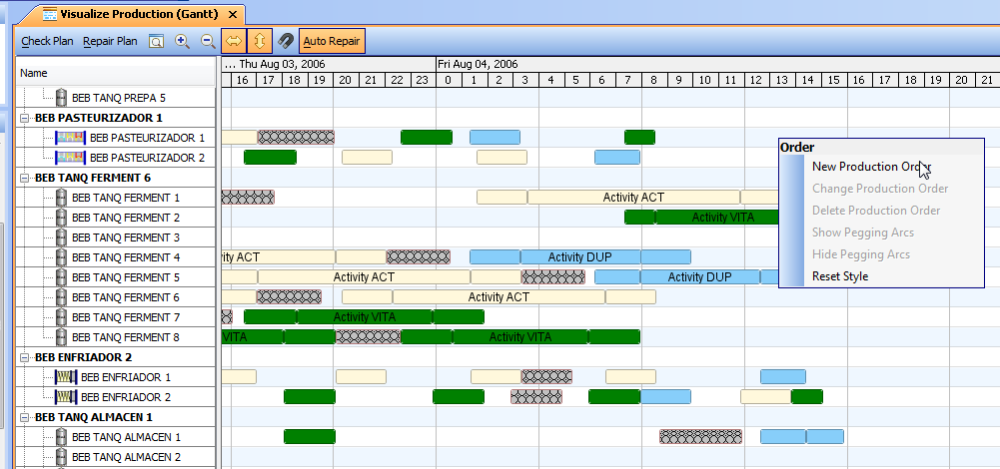 Visualize Production (Gantt)
Check Plan Repair Plan Auto Repair
Name ... Thu Aug 03, 2006 Fri Aug 04, 2006
16 17 18 19 20 21 22 23 0 1 2 3 4 5 6 7 8 9 10 11 12 13 14 15 16 17 18 19 20 21
BEB TANQ PREPA 5
BEB PASTEURIZADOR 1
BEB PASTEURIZADOR 1
BEB PASTEURIZADOR 2
BEB TANQ FERMENT 6
BEB TANQ FERMENT 1 Activity ACT
BEB TANQ FERMENT 2 Activity VITA
BEB TANQ FERMENT 3
BEB TANQ FERMENT 4 ity ACT Activity DUP
BEB TANQ FERMENT 5 Activity ACT Activity DUP
BEB TANQ FERMENT 6 Activity ACT
BEB TANQ FERMENT 7 Activity VITA
BEB TANQ FERMENT 8 VITA Activity VITA
BEB ENFRIADOR 2
BEB ENFRIADOR 1
BEB ENFRIADOR 2
BEB TANQ ALMACEN 1
BEB TANQ ALMACEN 1
BEB TANQ ALMACEN 2
Order
New Production Order
Change Production Order
Delete Production Order
Show Pegging Arcs
Hide Pegging Arcs
Reset Style